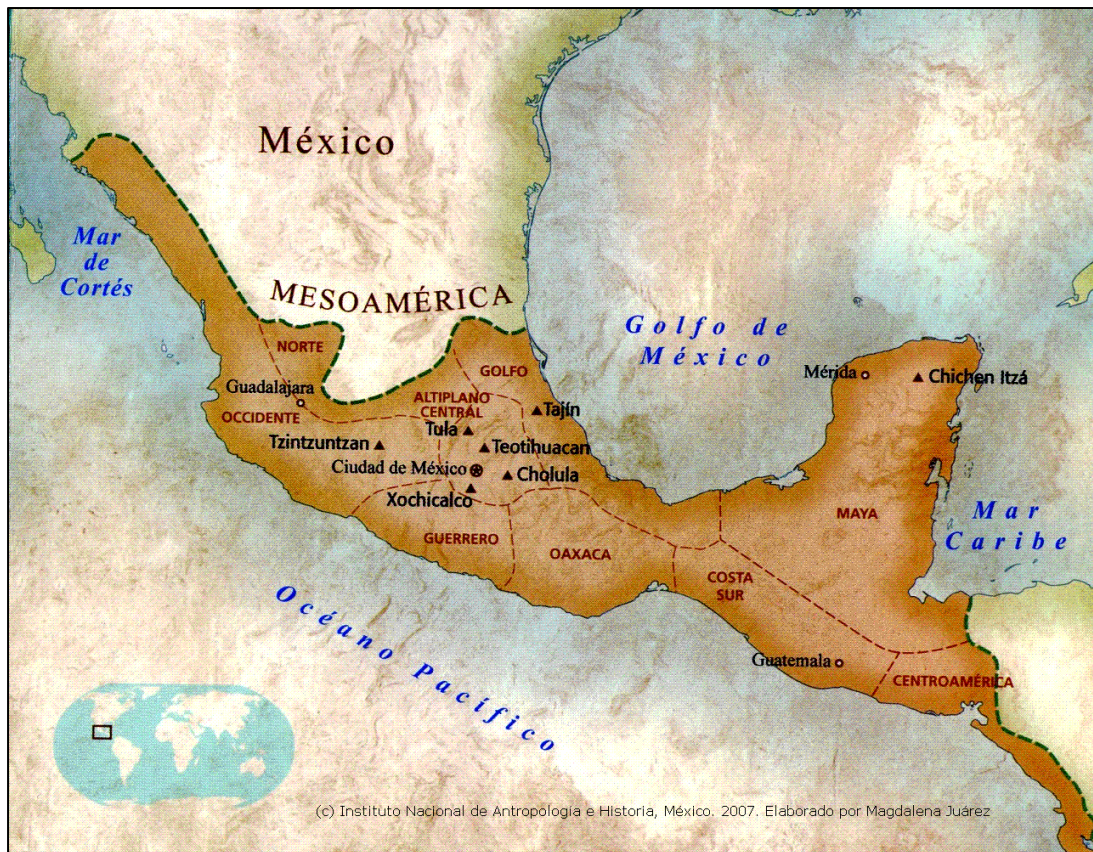 México
Mar
de
Cortés
MESOAMÉRICA
Golfo de
México
NORTE
GOLFO
Mérida
Chichen Itzá
Guadalajara
ALTIPLANO
CENTRAL
OCCIDENTE
Tajín
Tula
Tzintzuntzan
Teotihuacan
Ciudad de México
Cholula
Xochicalco
MAYA
Mar
Caribe
GUERRERO
OAXACA
COSTA
SUR
Océano Pacífico
Guatemala
CENTROAMÉRICA
(c) Instituto Nacional de Antropologia e Historia, México. 2007. Elaborado por Magdalena Juárez